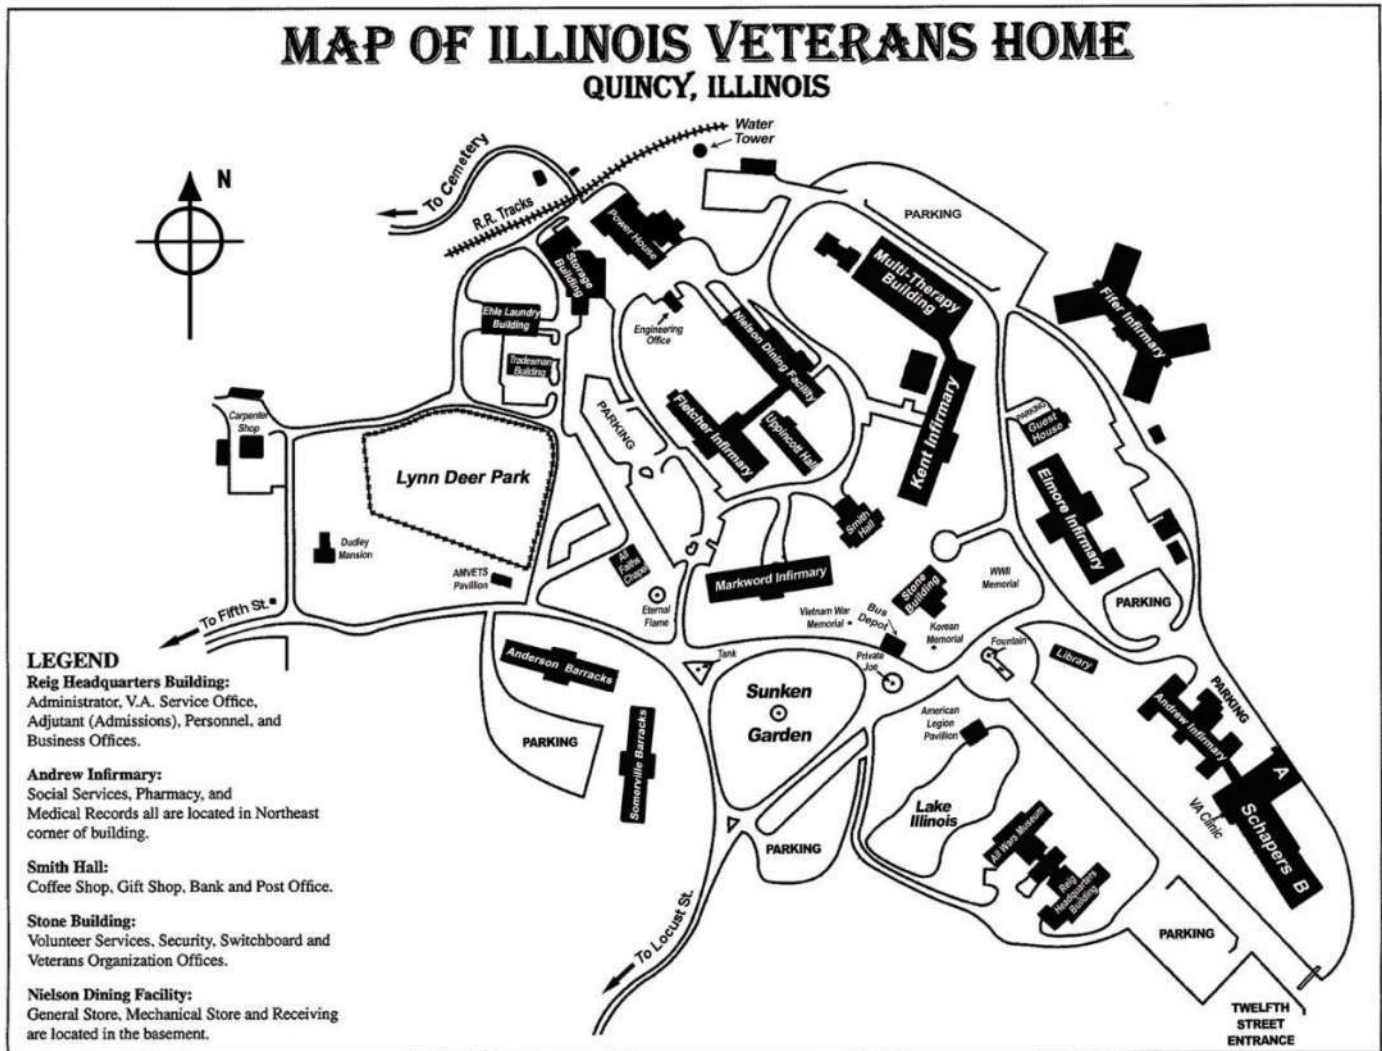 MAP OF ILLINOIS VETERANS HOME
QUINCY, ILLINOIS
N
To Cemetery
R.R. Tracks
Water
Tower
PARKING
Power House
Storage
Building
Multi-Therapy
Building
Fifer Infirmary
Ehle Laundry
Building
Engineering
Office
Nielson Dining Facility
Tradesman
Building
Carpenter
Shop
PARKING
Fletcher Infirmary
Uppincott Hall
Kent Infirmary
PARKING
Guest
House
Lynn Deer Park
Elmore Infirmary
Smith
Hall
Dudley
Mansion
AMVETS
Pavillion
All
Faiths
Chapel
Markword Infirmary
Stone
Building
WWII
Memorial
PARKING
To Fifth St.
Eternal
Flame
Vietnam War
Memorial
Bus
Depot
Korean
Memorial
Fountain
Library
Anderson Barracks
Tank
Private
Joe
Sunken
Garden
American
Legion
Pavillion
Andrew Infirmary
PARKING
PARKING
Somerville Barracks
A
Schapers B
VA Clinic
Lake
Illinois
All Wars Museum
PARKING
Reig
Headquarters
Building
PARKING
To Locust St.
TWELFTH
STREET
ENTRANCE
LEGEND
Reig Headquarters Building:
Administrator, V.A. Service Office,
Adjutant (Admissions), Personnel, and
Business Offices.
Andrew Infirmary:
Social Services, Pharmacy, and
Medical Records all are located in Northeast
corner of building.
Smith Hall:
Coffee Shop, Gift Shop, Bank and Post Office.
Stone Building:
Volunteer Services, Security, Switchboard and
Veterans Organization Offices.
Nielson Dining Facility:
General Store, Mechanical Store and Receiving
are located in the basement.